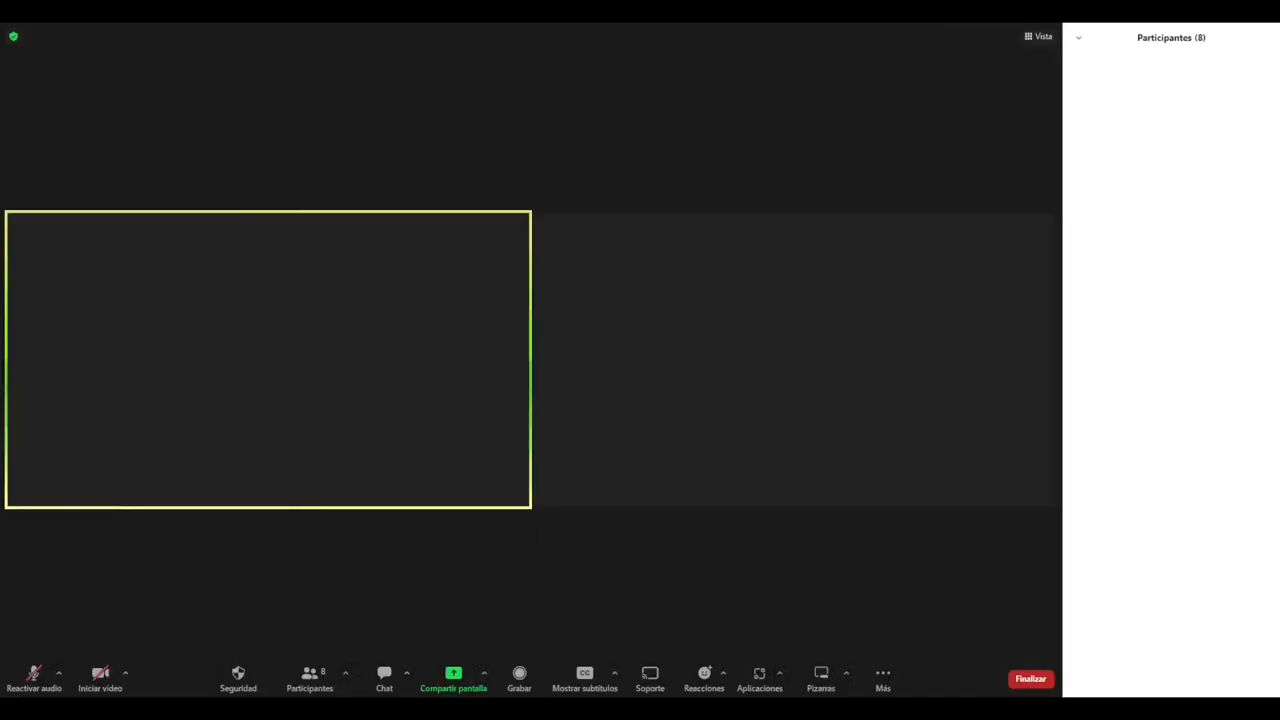 Vista
Participantes (8)
8
CC
Reactivar audio
Iniciar video
Seguridad
Participantes
Chat
Compartir pantalla
Grabar
Mostrar subtítulos
Soporte
Reacciones
Aplicaciones
Pizarras
Más
Finalizar